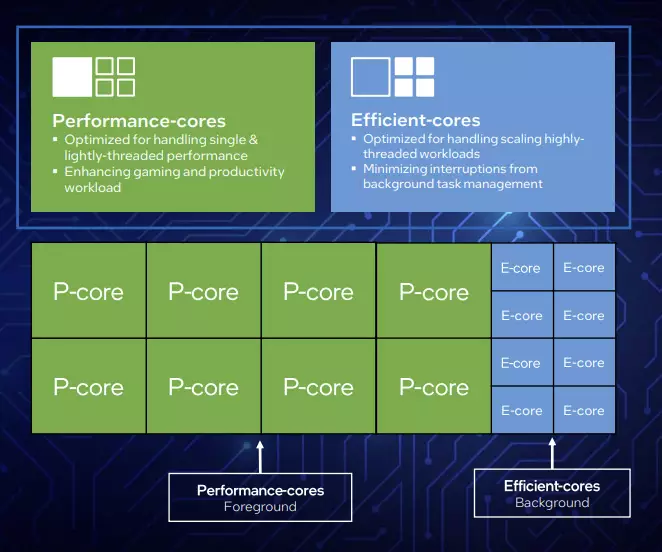 Performance-cores
▪ Optimized for handling single &
lightly-threaded performance
▪ Enhancing gaming and productivity
workload
Efficient-cores
▪ Optimized for handling scaling highly-
threaded workloads
▪ Minimizing interruptions from
background task management
P-core P-core P-core P-core
E-core E-core
E-core E-core
P-core P-core P-core P-core
E-core E-core
E-core E-core
Performance-cores
Foreground
Efficient-cores
Background